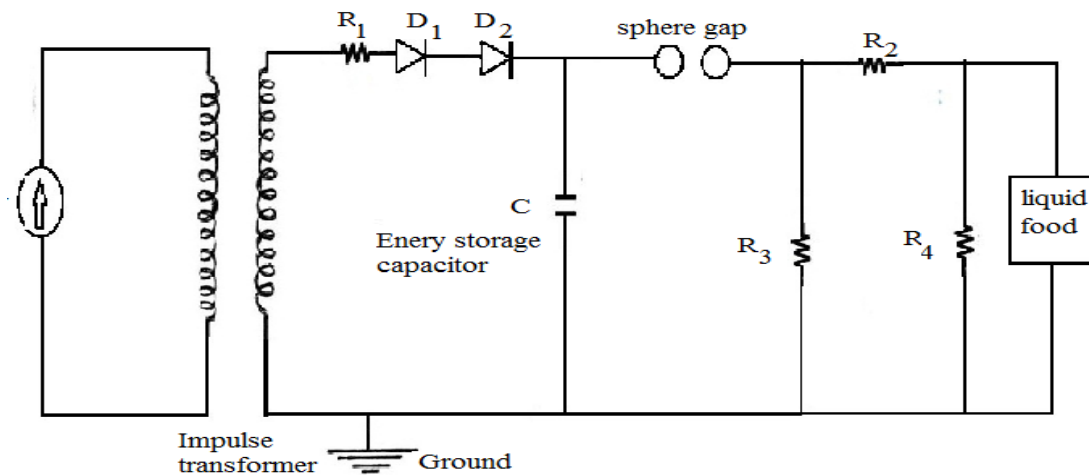 R1
D1
D2
sphere gap
R2
C
Enery storage
capacitor
R3
R4
liquid
food
Impulse
transformer
Ground